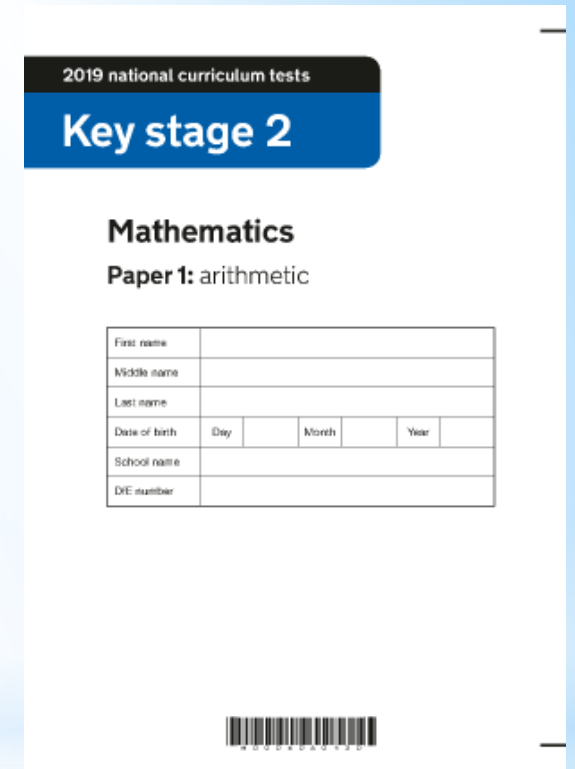 2019 national curriculum tests
Key stage 2
Mathematics
Paper 1: arithmetic
First name
Middle name
Last name
Date of birth Day Month Year
School name
DfE number